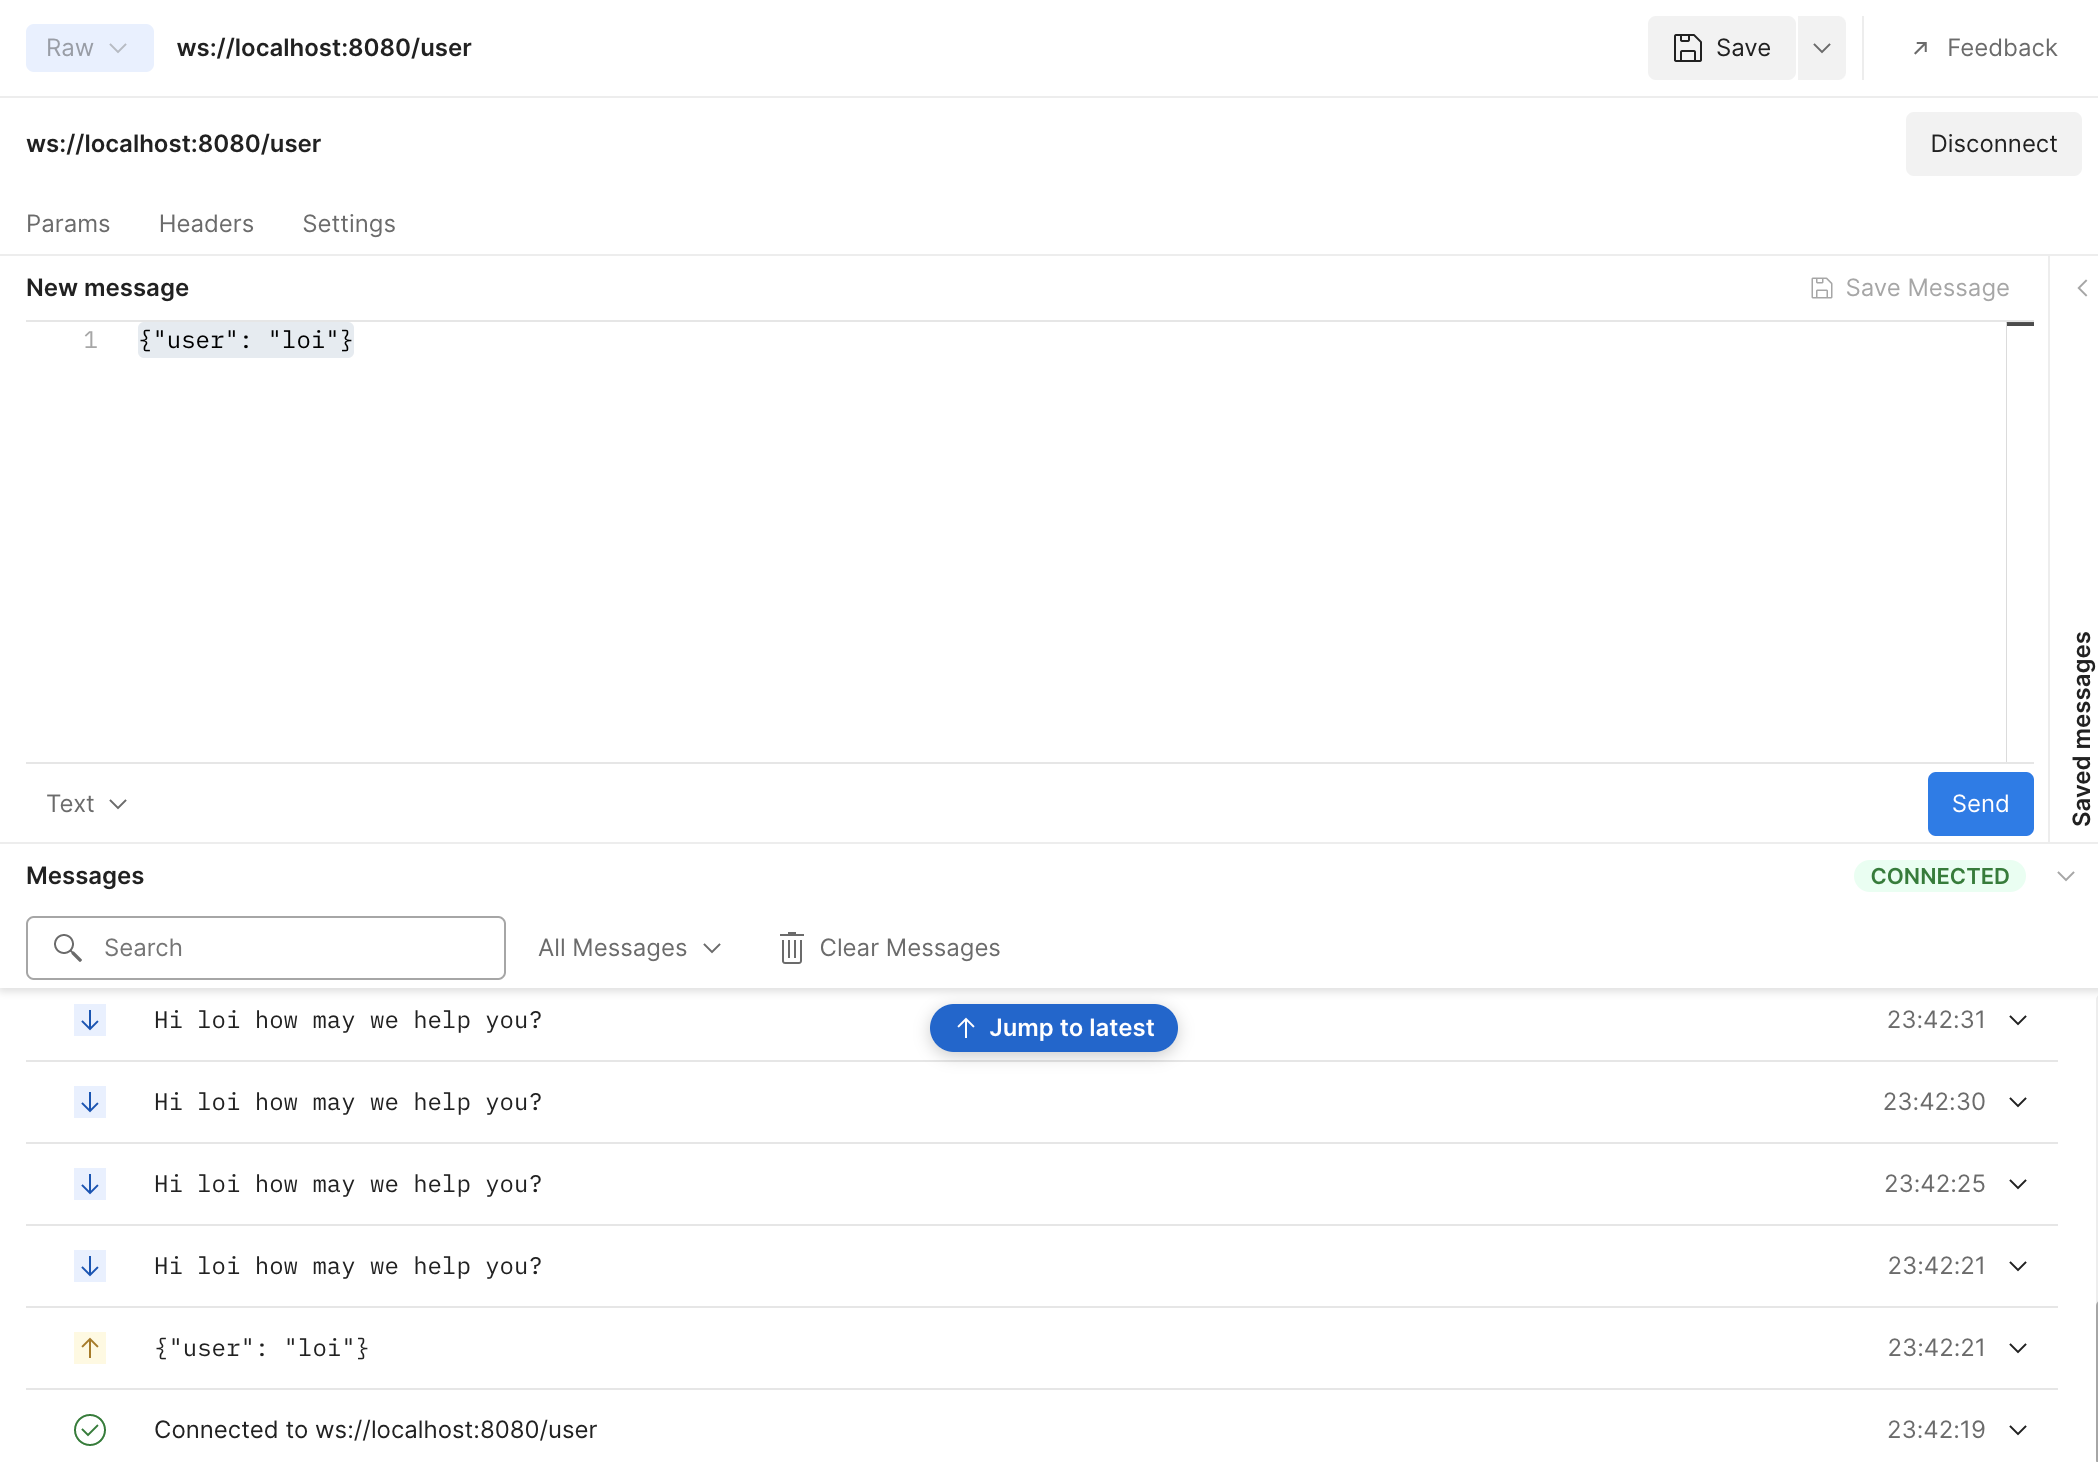 Raw ws://localhost:8080/user Save Feedback
ws://localhost:8080/user Disconnect
Params Headers Settings
New message Save Message
1 {"user": "loi"}
Saved messages
Text Send
Messages CONNECTED
Search All Messages Clear Messages
Jump to latest
Hi loi how may we help you? 23:42:31
Hi loi how may we help you? 23:42:30
Hi loi how may we help you? 23:42:25
Hi loi how may we help you? 23:42:21
{"user": "loi"} 23:42:21
Connected to ws://localhost:8080/user 23:42:19